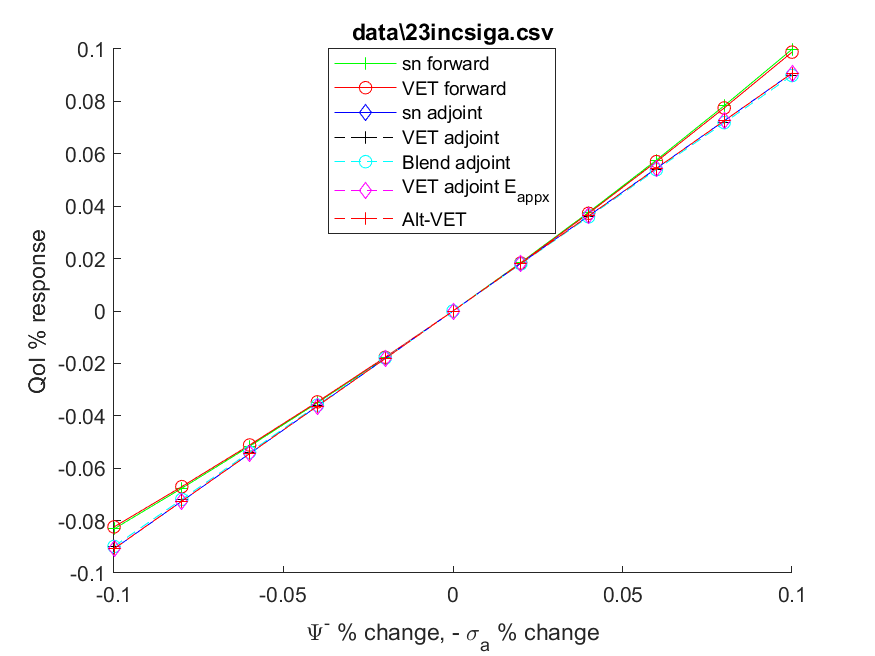 data\23incsiga.csv
sn forward
VET forward
sn adjoint
VET adjoint
Blend adjoint
VET adjoint E_appx
Alt-VET
0.1
0.08
0.06
0.04
0.02
0
-0.02
-0.04
-0.06
-0.08
-0.1
QoI % response
-0.1 -0.05 0 0.05 0.1
Ψ⁻ % change, - σ_a % change